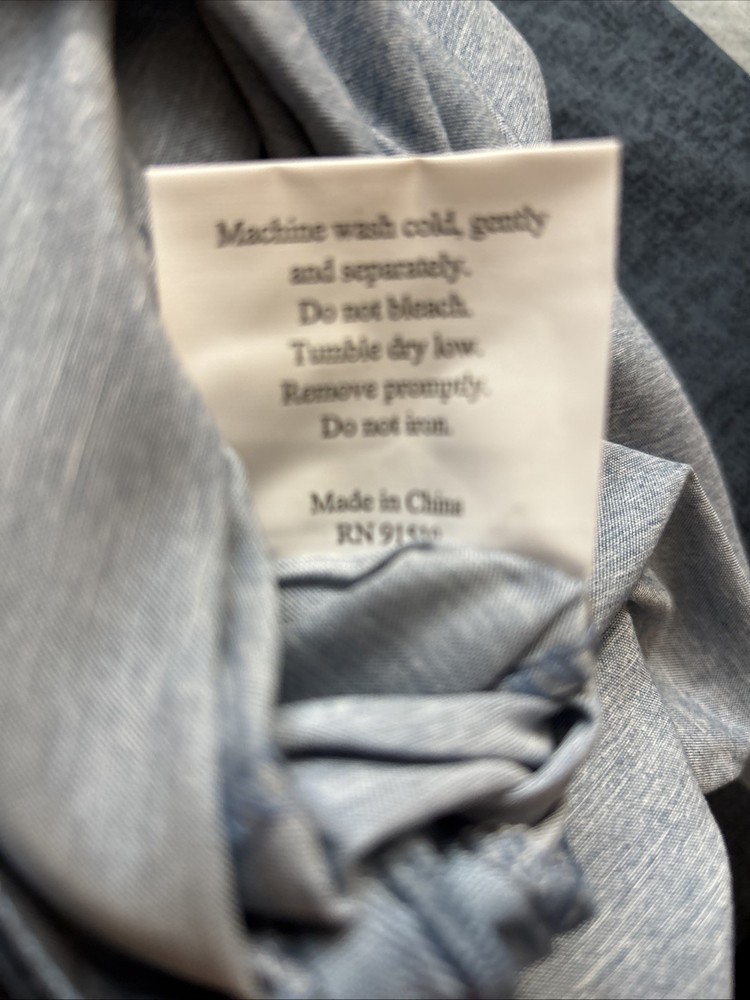 Machine wash cold, gently
and separately.
Do not bleach.
Tumble dry low.
Remove promptly.
Do not iron.
Made in China
RN